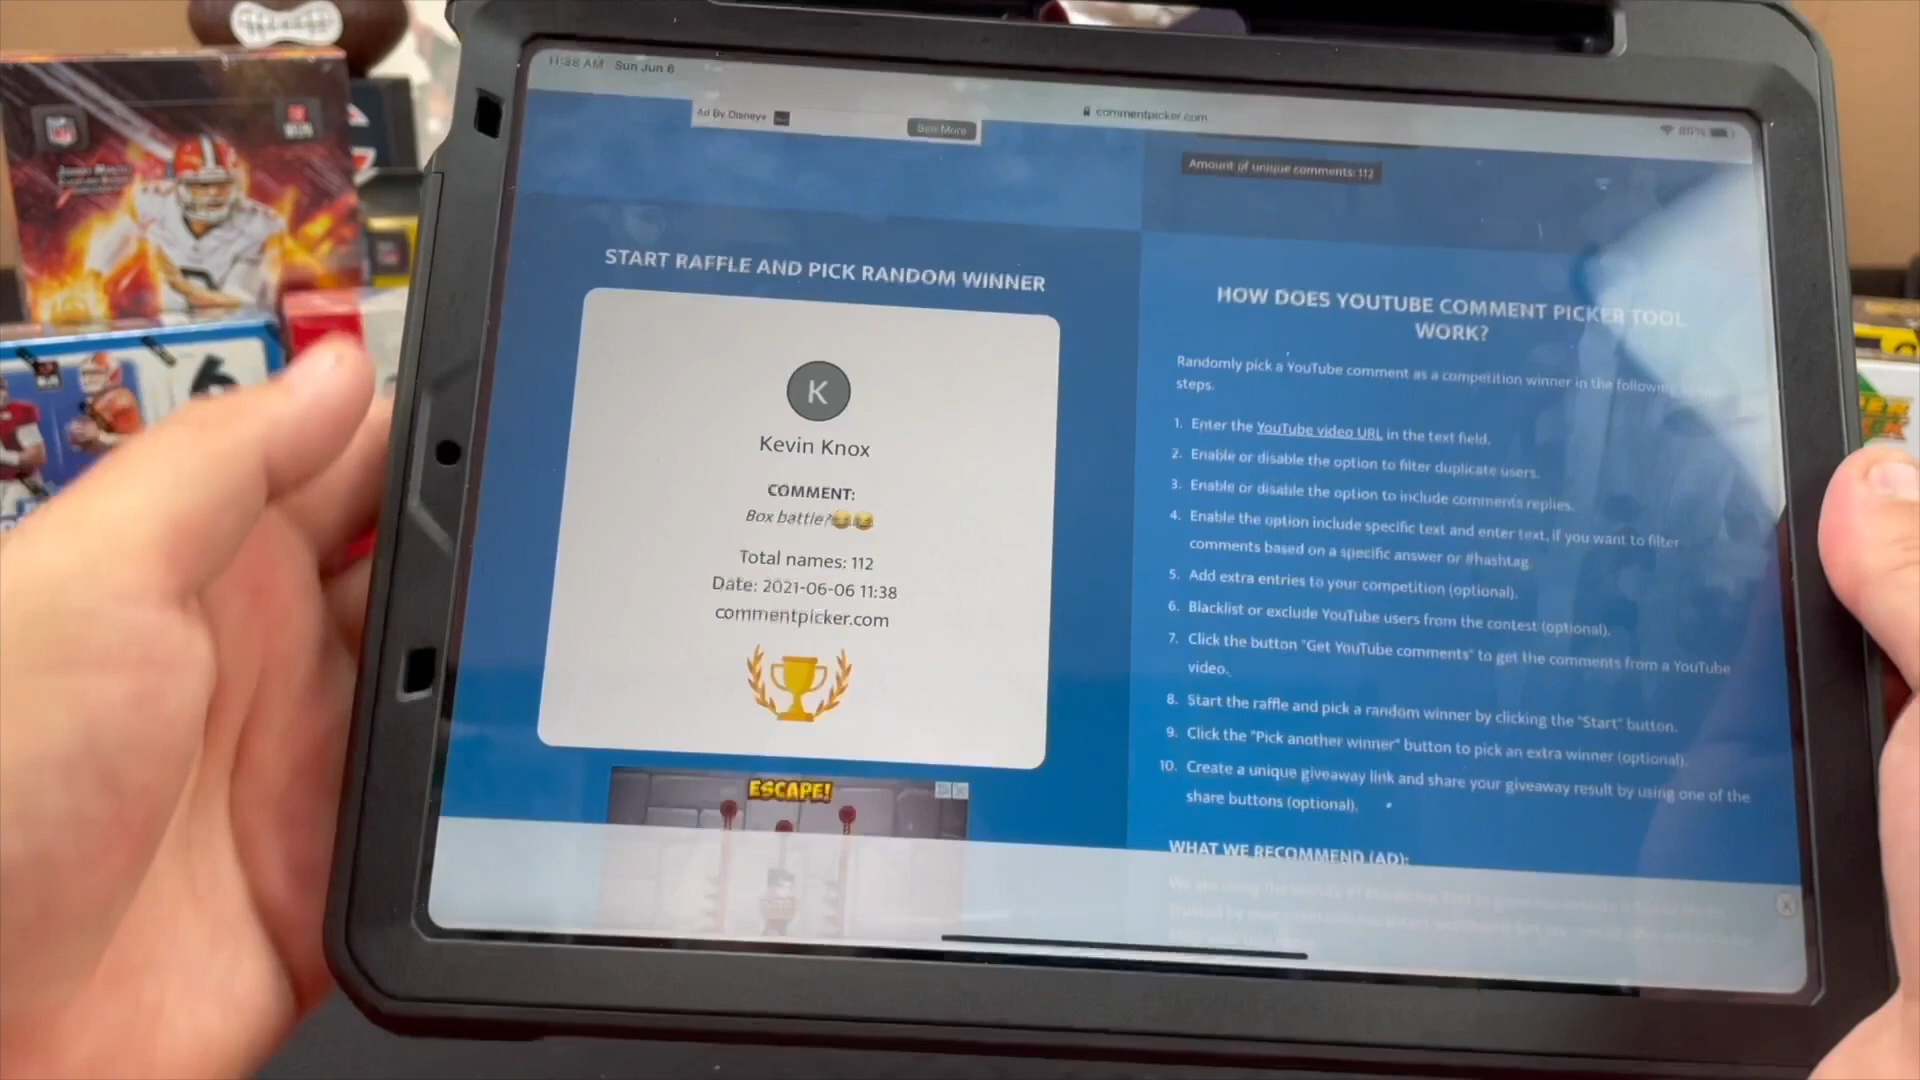 11:38 AM Sun Jun 6
Ad By Disney+
commentpicker.com
86%
Amount of unique comments: 112
START RAFFLE AND PICK RANDOM WINNER
K
Kevin Knox
COMMENT:
Box battle?😂😂
Total names: 112
Date: 2021-06-06 11:38
commentpicker.com
ESCAPE!
HOW DOES YOUTUBE COMMENT PICKER TOOL
WORK?
Randomly pick a YouTube comment as a competition winner in the following
steps.
1. Enter the YouTube video URL in the text field.
2. Enable or disable the option to filter duplicate users.
3. Enable or disable the option to include comments replies.
4. Enable the option include specific text and enter text, if you want to filter
comments based on a specific answer or #hashtag.
5. Add extra entries to your competition (optional).
6. Blacklist or exclude YouTube users from the contest (optional).
7. Click the button "Get YouTube comments" to get the comments from a YouTube
video.
8. Start the raffle and pick a random winner by clicking the "Start" button.
9. Click the "Pick another winner" button to pick an extra winner (optional).
10. Create a unique giveaway link and share your giveaway result by using one of the
share buttons (optional).
WHAT WE RECOMMEND (AD):